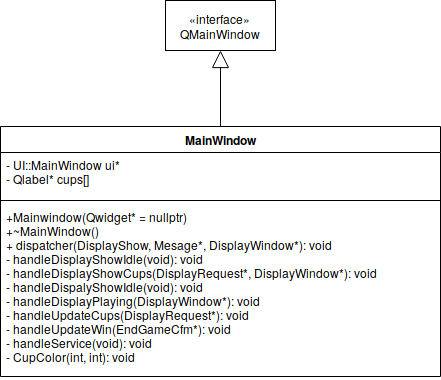 «interface»
QMainWindow
MainWindow
- UI::MainWindow ui*
- Qlabel* cups[]
+Mainwindow(Qwidget* = nullptr)
+~MainWindow()
+ dispatcher(DisplayShow, Mesage*, DisplayWindow*): void
- handleDisplayShowIdle(void): void
- handleDisplayShowCups(DisplayRequest*, DisplayWindow*): void
- handleDispalyShowIdle(void): void
- handleDisplayPlaying(DisplayWindow*): void
- handleUpdateCups(DisplayRequest*): void
- handleUpdateWin(EndGameCfm*): void
- handleService(void): void
- CupColor(int, int): void